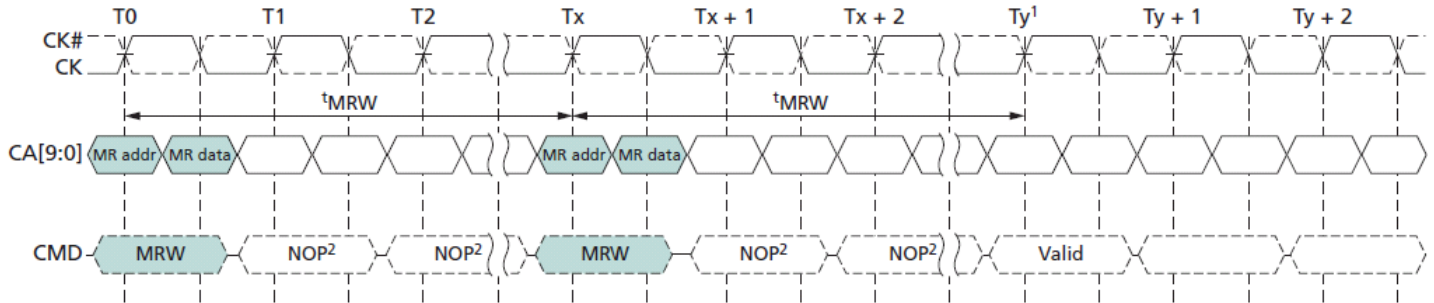 T0 T1 T2 Tx Tx + 1 Tx + 2 Ty¹ Ty + 1 Ty + 2
CK#
CK
ᵗMRW ᵗMRW
CA[9:0] MR addr MR data MR addr MR data
CMD MRW NOP² NOP² MRW NOP² NOP² Valid